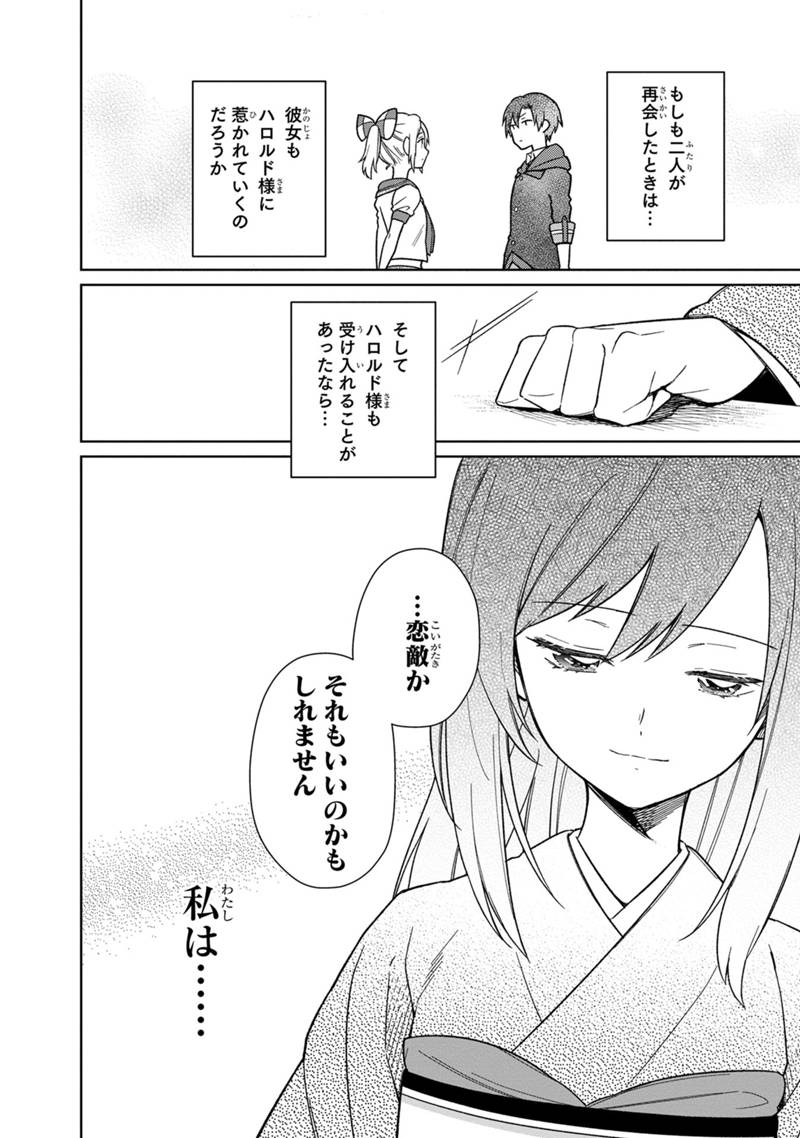 もしも二人が
再会したときは…
彼女も
ハロルド様に
惹かれていくの
だろうか
そして
ハロルド様も
受け入れることが
あったなら…
…恋敵か
それもいいのかも
しれません
私は……